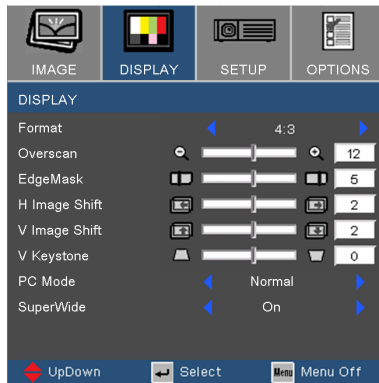 IMAGE DISPLAY SETUP OPTIONS
DISPLAY
Format 4:3
Overscan 12
EdgeMask 5
H Image Shift 2
V Image Shift 2
V Keystone 0
PC Mode Normal
SuperWide On
UpDown Select Menu Menu Off